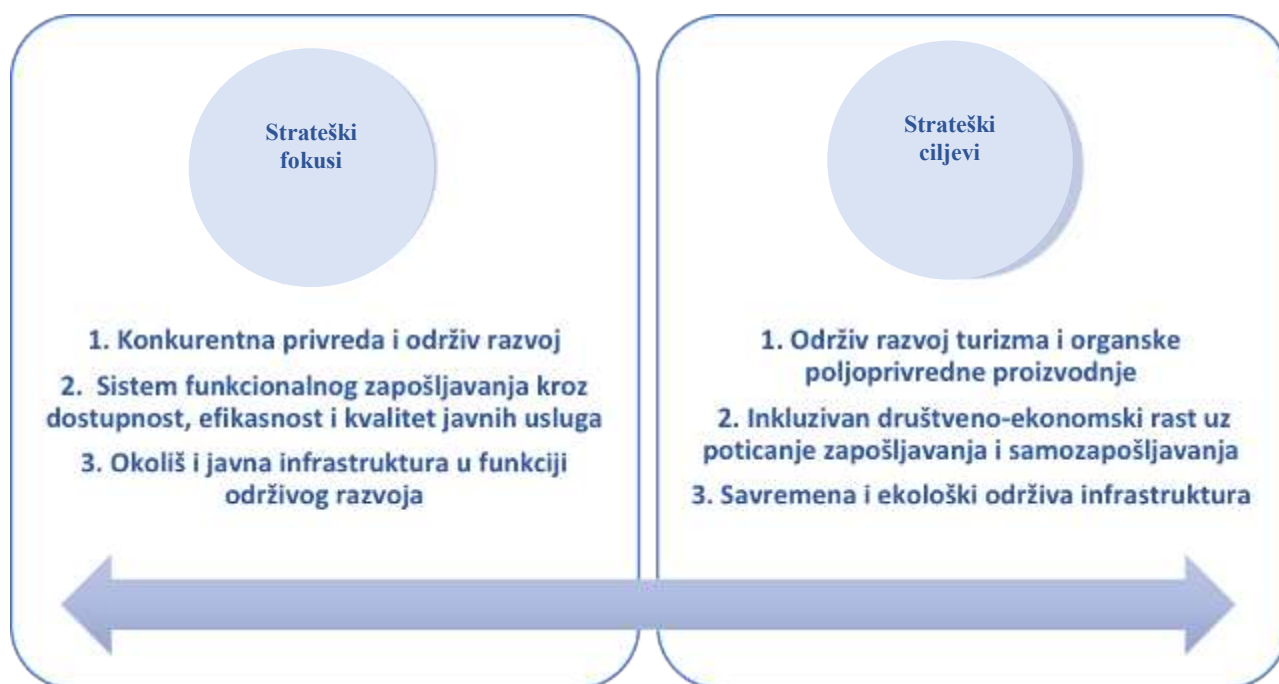 Strateški
fokusi
1. Konkurentna privreda i održiv razvoj
2. Sistem funkcionalnog zapošljavanja kroz
dostupnost, efikasnost i kvalitet javnih usluga
3. Okoliš i javna infrastruktura u funkciji
održivog razvoja
Strateški
ciljevi
1. Održiv razvoj turizma i organske
poljoprivredne proizvodnje
2. Inkluzivan društveno-ekonomski rast uz
poticanje zapošljavanja i samozapošljavanja
3. Savremena i ekološki održiva infrastruktura